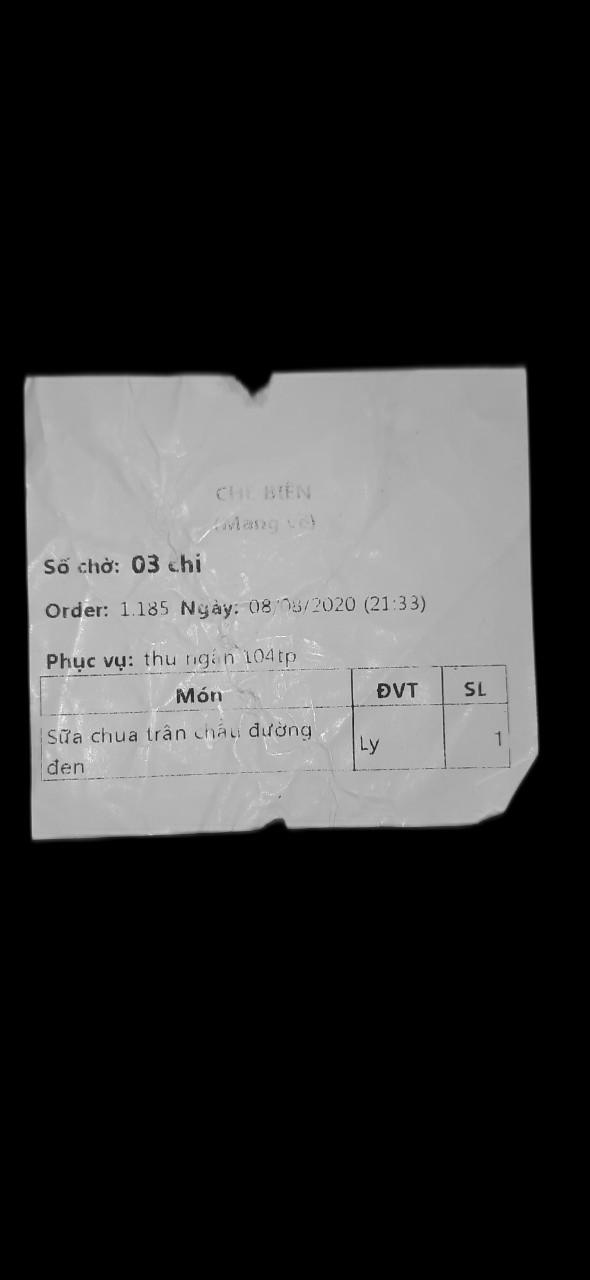 CHẾ BIẾN
(Mang về)
Số chờ: 03 chi
Order: 1.185 Ngày: 08/08/2020 (21:33)
Phục vụ: thu ngân 104tp
Món ĐVT SL
Sữa chua trân châu đường
đen
Ly 1